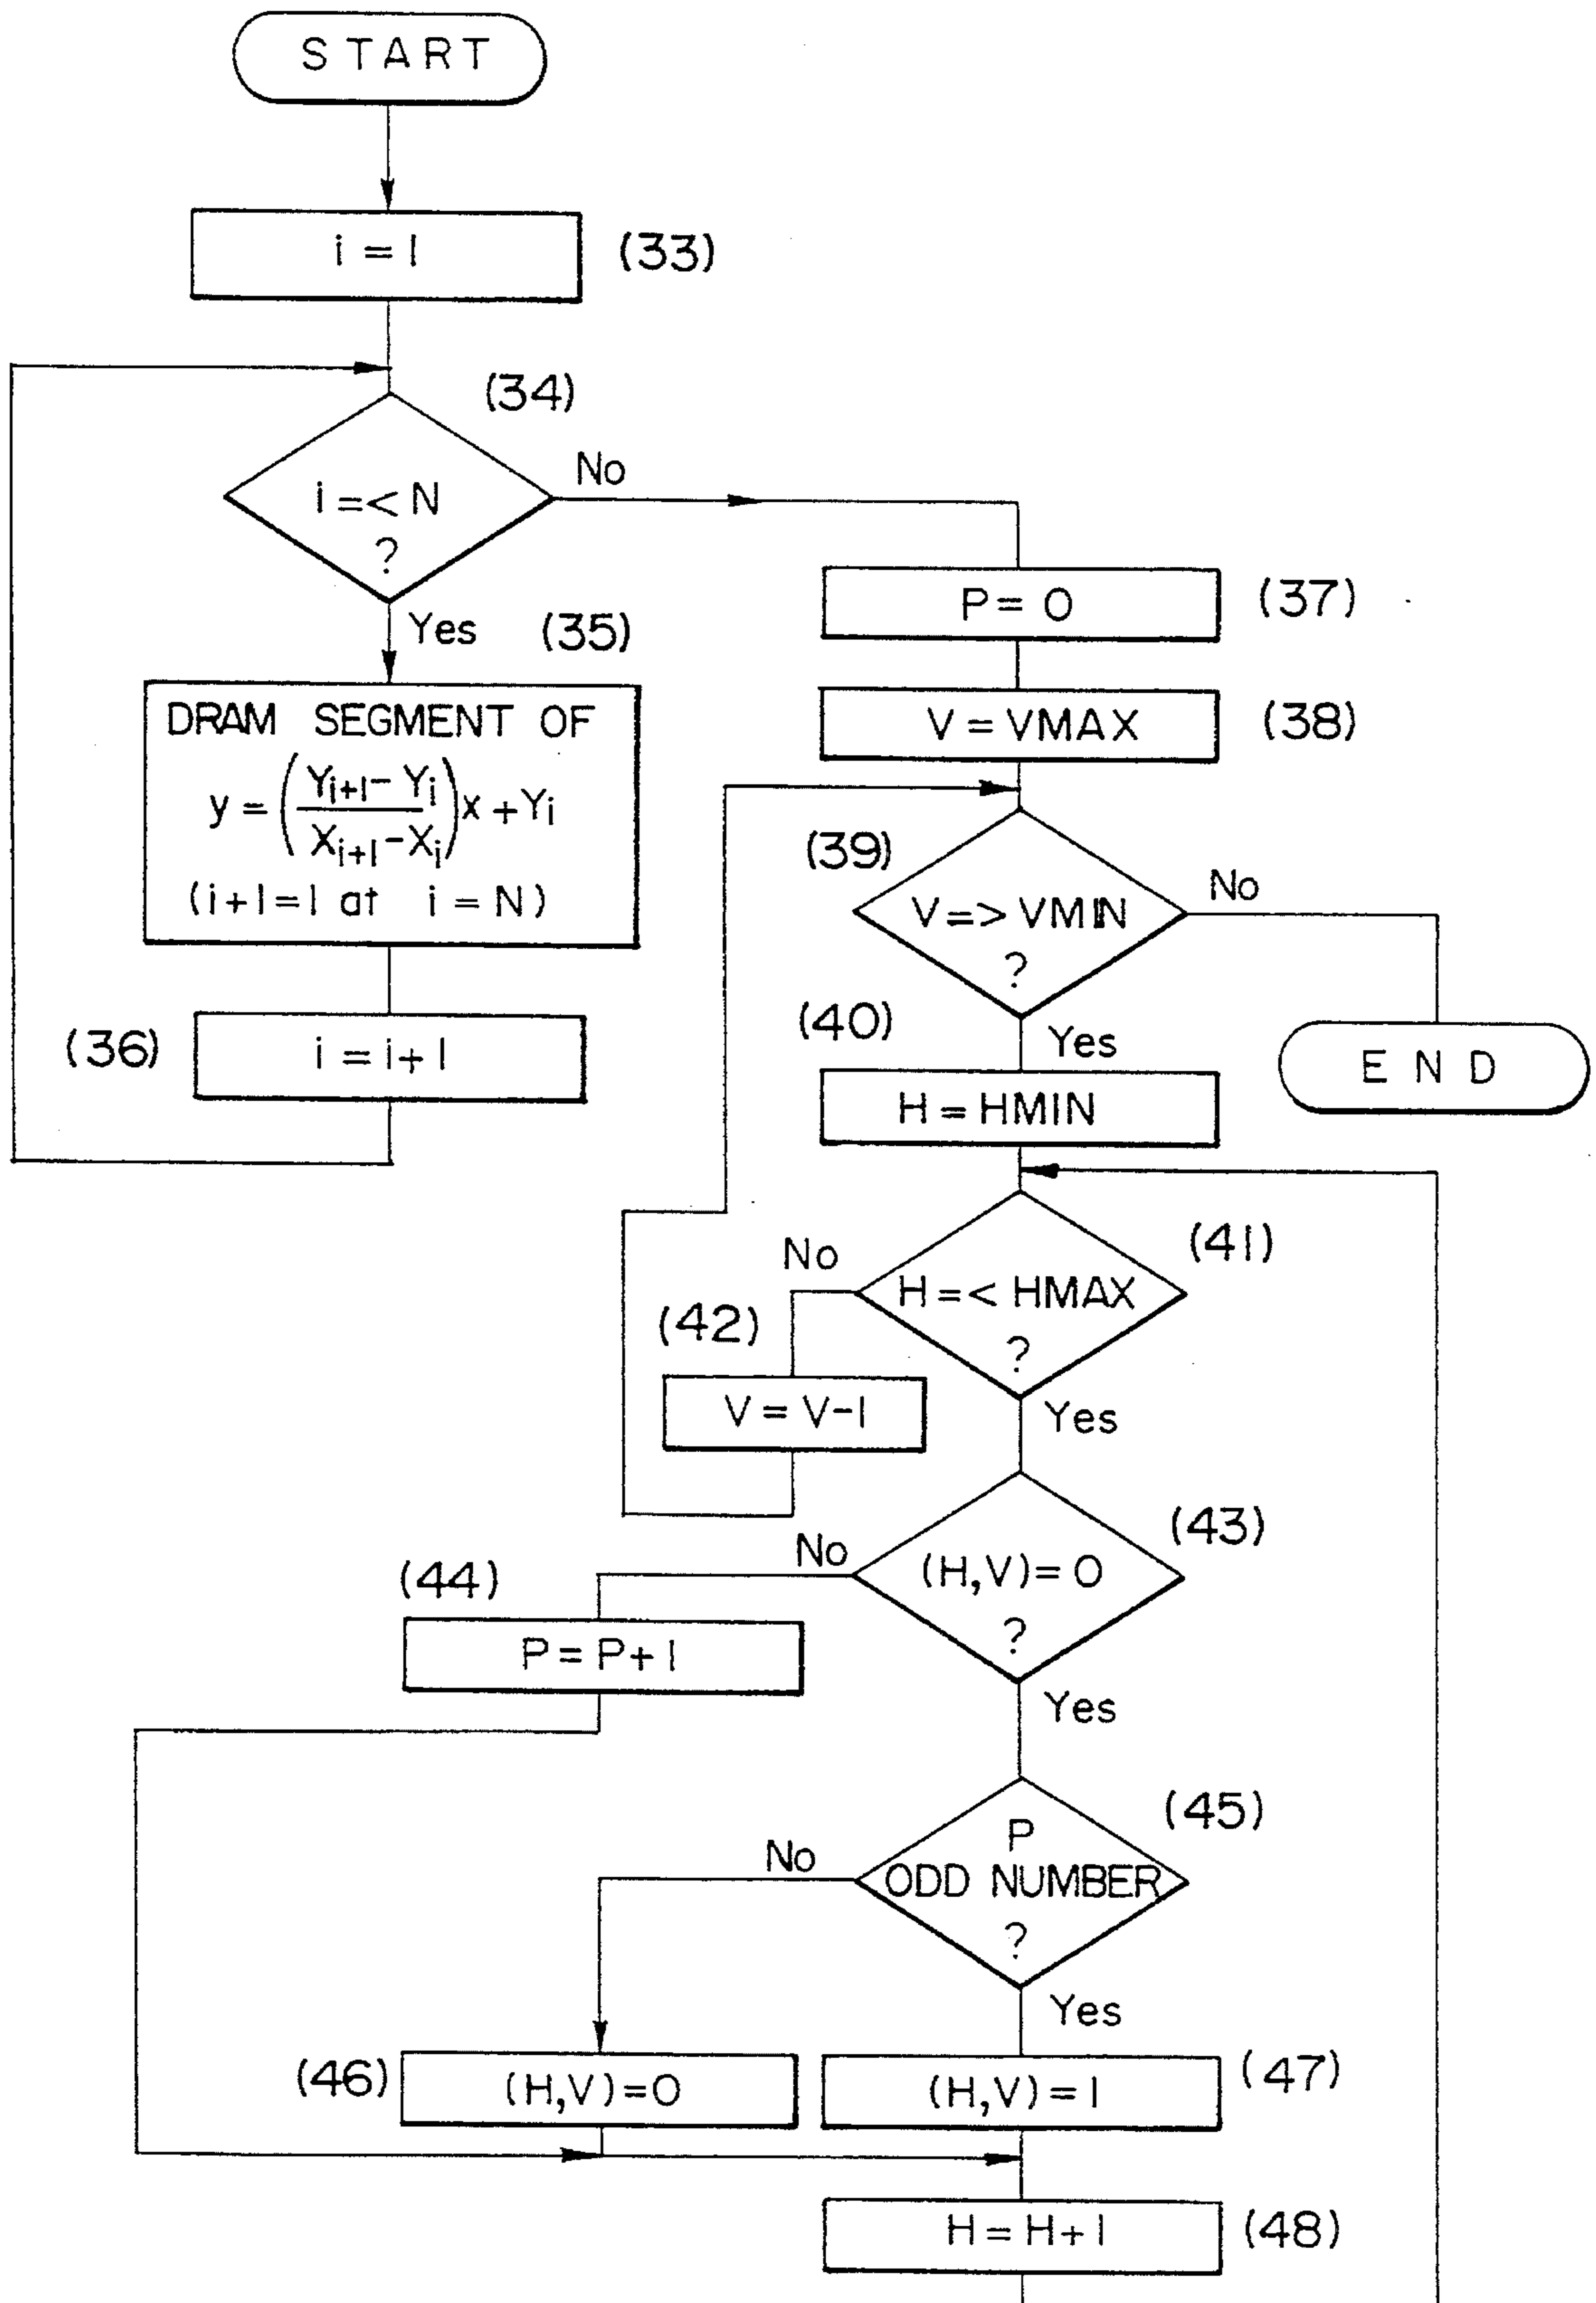 START
i = 1
(33)
(34)
i =< N
?
No
Yes
(35)
DRAM SEGMENT OF
y = (Yi+1 - Yi / Xi+1 - Xi) x + Yi
(i+1=1 at i = N)
(36)
i = i+1
P = 0
(37)
V = VMAX
(38)
(39)
V => VMIN
?
No
Yes
END
(40)
H = HMIN
(41)
H =< HMAX
?
No
Yes
(42)
V = V-1
(43)
(H,V) = 0
?
No
Yes
(44)
P = P+1
(45)
P
ODD NUMBER
?
No
Yes
(46)
(H,V) = 0
(H,V) = 1
(47)
H = H+1
(48)